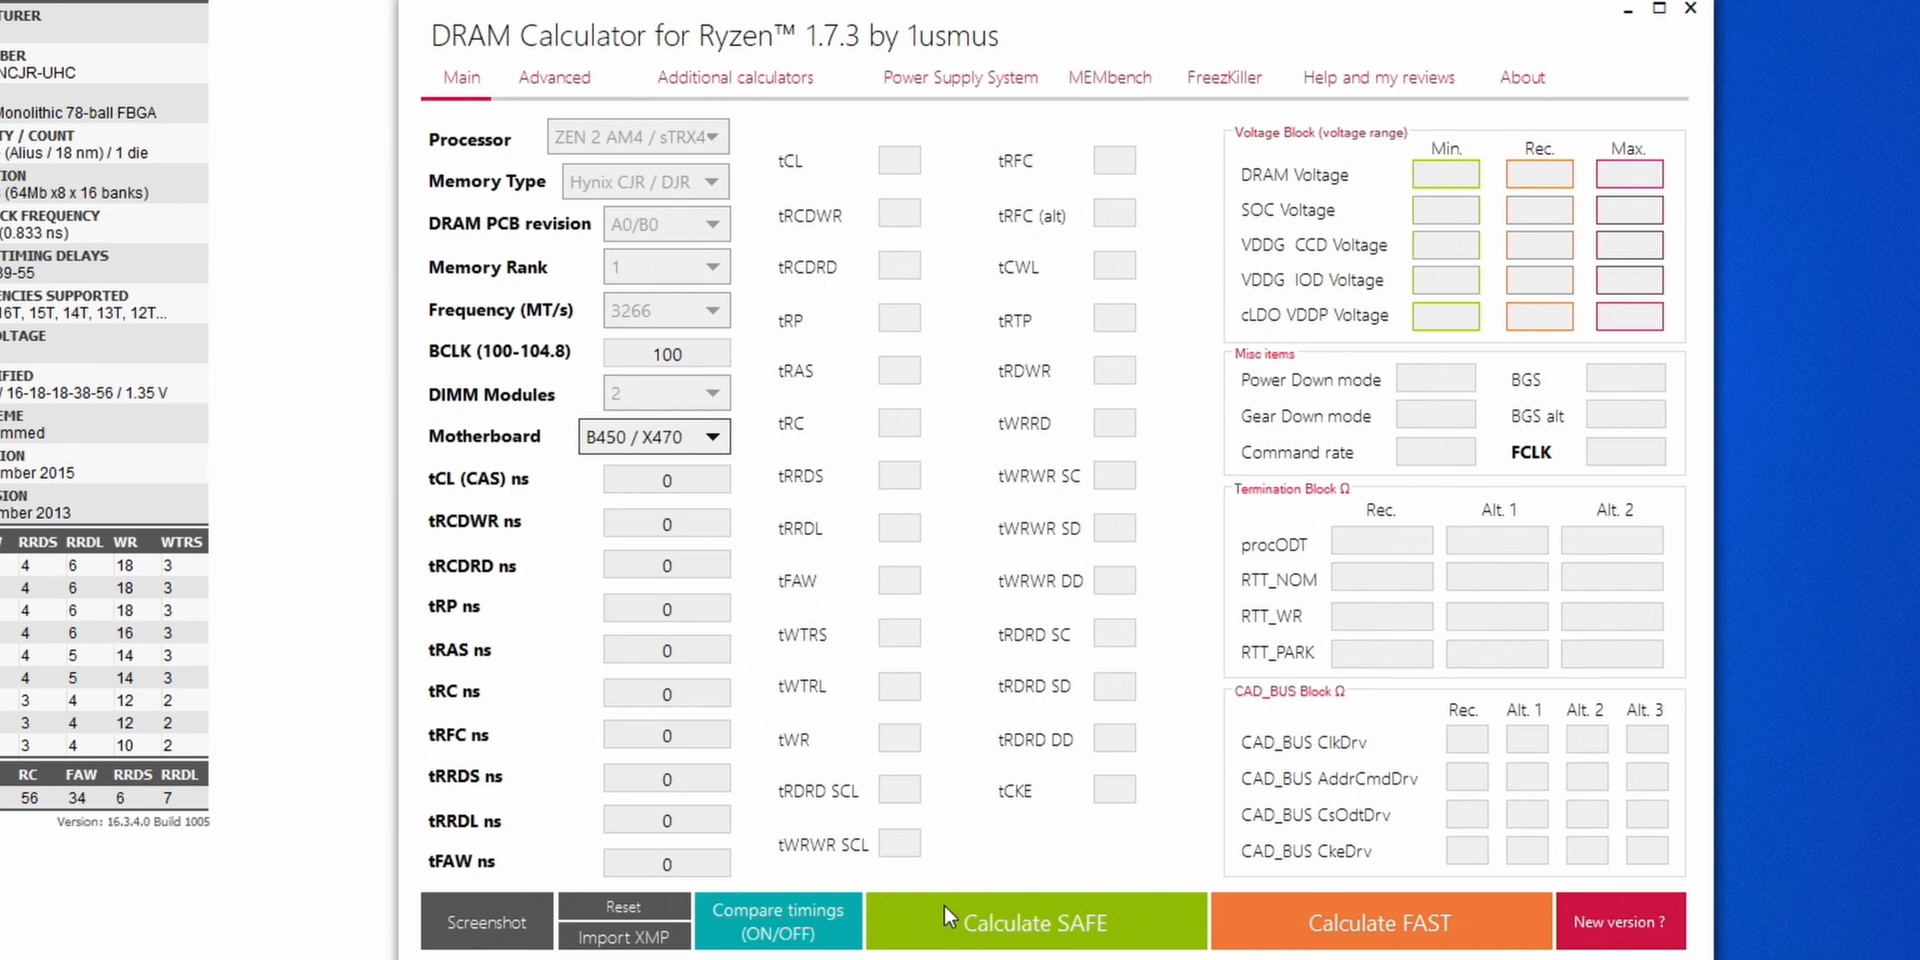 TURER
BER
NCJR-UHC
Monolithic 78-ball FBGA
TY / COUNT
(Alius / 18 nm) / 1 die
ION
(64Mb x8 x 16 banks)
CK FREQUENCY
(0.833 ns)
TIMING DELAYS
39-55
NCIES SUPPORTED
16T, 15T, 14T, 13T, 12T...
LTAGE
IFIED
/ 16-18-18-38-56 / 1.35 V
EME
mmed
ION
mber 2015
SION
mber 2013
RRDS RRDL WR WTRS
4 6 18 3
4 6 18 3
4 6 18 3
4 6 16 3
4 5 14 3
4 5 14 3
3 4 12 2
3 4 12 2
3 4 10 2
RC FAW RRDS RRDL
56 34 6 7
Version: 16.3.4.0 Build 1005
DRAM Calculator for Ryzen™ 1.7.3 by 1usmus
Main Advanced Additional calculators Power Supply System MEMbench FreezKiller Help and my reviews About
Processor ZEN 2 AM4 / sTRX4
Memory Type Hynix CJR / DJR
DRAM PCB revision A0/B0
Memory Rank 1
Frequency (MT/s) 3266
BCLK (100-104.8) 100
DIMM Modules 2
Motherboard B450 / X470
tCL (CAS) ns 0
tRCDWR ns 0
tRCDRD ns 0
tRP ns 0
tRAS ns 0
tRC ns 0
tRFC ns 0
tRRDS ns 0
tRRDL ns 0
tFAW ns 0
tCL
tRCDWR
tRCDRD
tRP
tRAS
tRC
tRRDS
tRRDL
tFAW
tWTRS
tWTRL
tWR
tRDRD SCL
tWRWR SCL
tRFC
tRFC (alt)
tCWL
tRTP
tRDWR
tWRRD
tWRWR SC
tWRWR SD
tWRWR DD
tRDRD SC
tRDRD SD
tRDRD DD
tCKE
Voltage Block (voltage range)
Min. Rec. Max.
DRAM Voltage
SOC Voltage
VDDG CCD Voltage
VDDG IOD Voltage
cLDO VDDP Voltage
Misc items
Power Down mode BGS
Gear Down mode BGS alt
Command rate FCLK
Termination Block Ω
Rec. Alt. 1 Alt. 2
procODT
RTT_NOM
RTT_WR
RTT_PARK
CAD_BUS Block Ω
Rec. Alt. 1 Alt. 2 Alt. 3
CAD_BUS ClkDrv
CAD_BUS AddrCmdDrv
CAD_BUS CsOdtDrv
CAD_BUS CkeDrv
Screenshot
Reset
Import XMP
Compare timings
(ON/OFF)
Calculate SAFE
Calculate FAST
New version ?